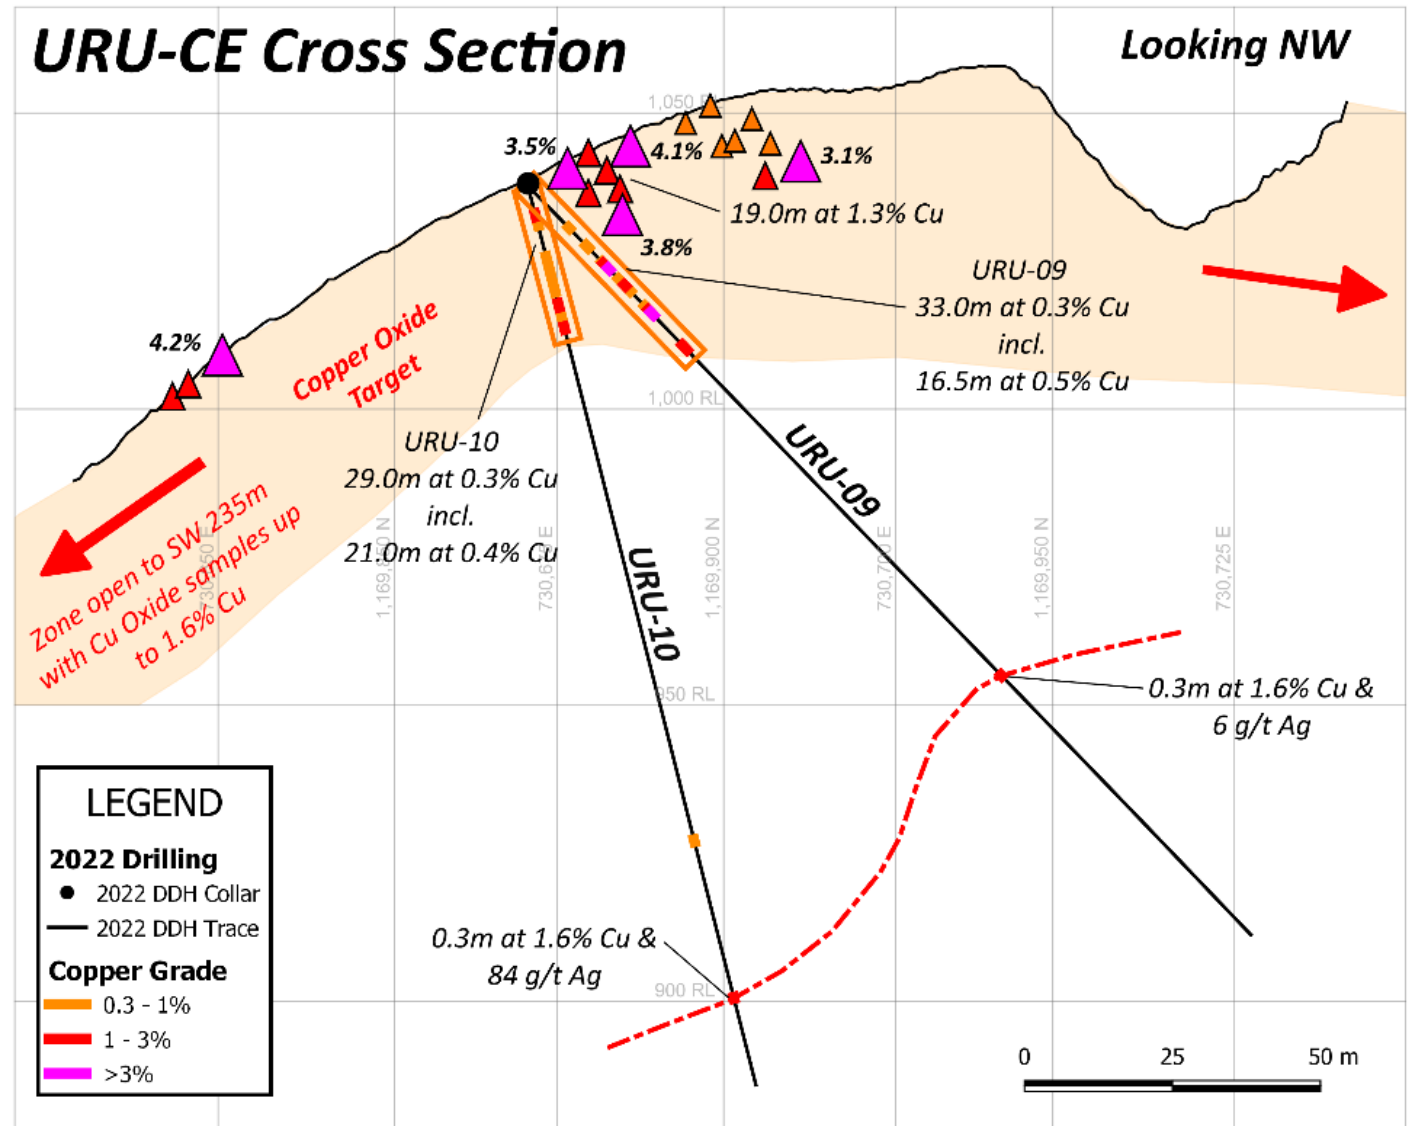 URU-CE Cross Section
Looking NW
1,050 RL
3.5%
4.1%
3.1%
19.0m at 1.3% Cu
3.8%
URU-09
33.0m at 0.3% Cu
incl.
16.5m at 0.5% Cu
4.2%
Copper Oxide
Target
1,000 RL
URU-10
29.0m at 0.3% Cu
incl.
21.0m at 0.4% Cu
URU-09
URU-10
Zone open to SW 235m
with Cu Oxide samples up
to 1.6% Cu
1,169,900 N
730,700 E
1,169,950 N
730,725 E
950 RL
0.3m at 1.6% Cu &
6 g/t Ag
0.3m at 1.6% Cu &
84 g/t Ag
900 RL
LEGEND
2022 Drilling
2022 DDH Collar
2022 DDH Trace
Copper Grade
0.3 - 1%
1 - 3%
>3%
0 25 50 m